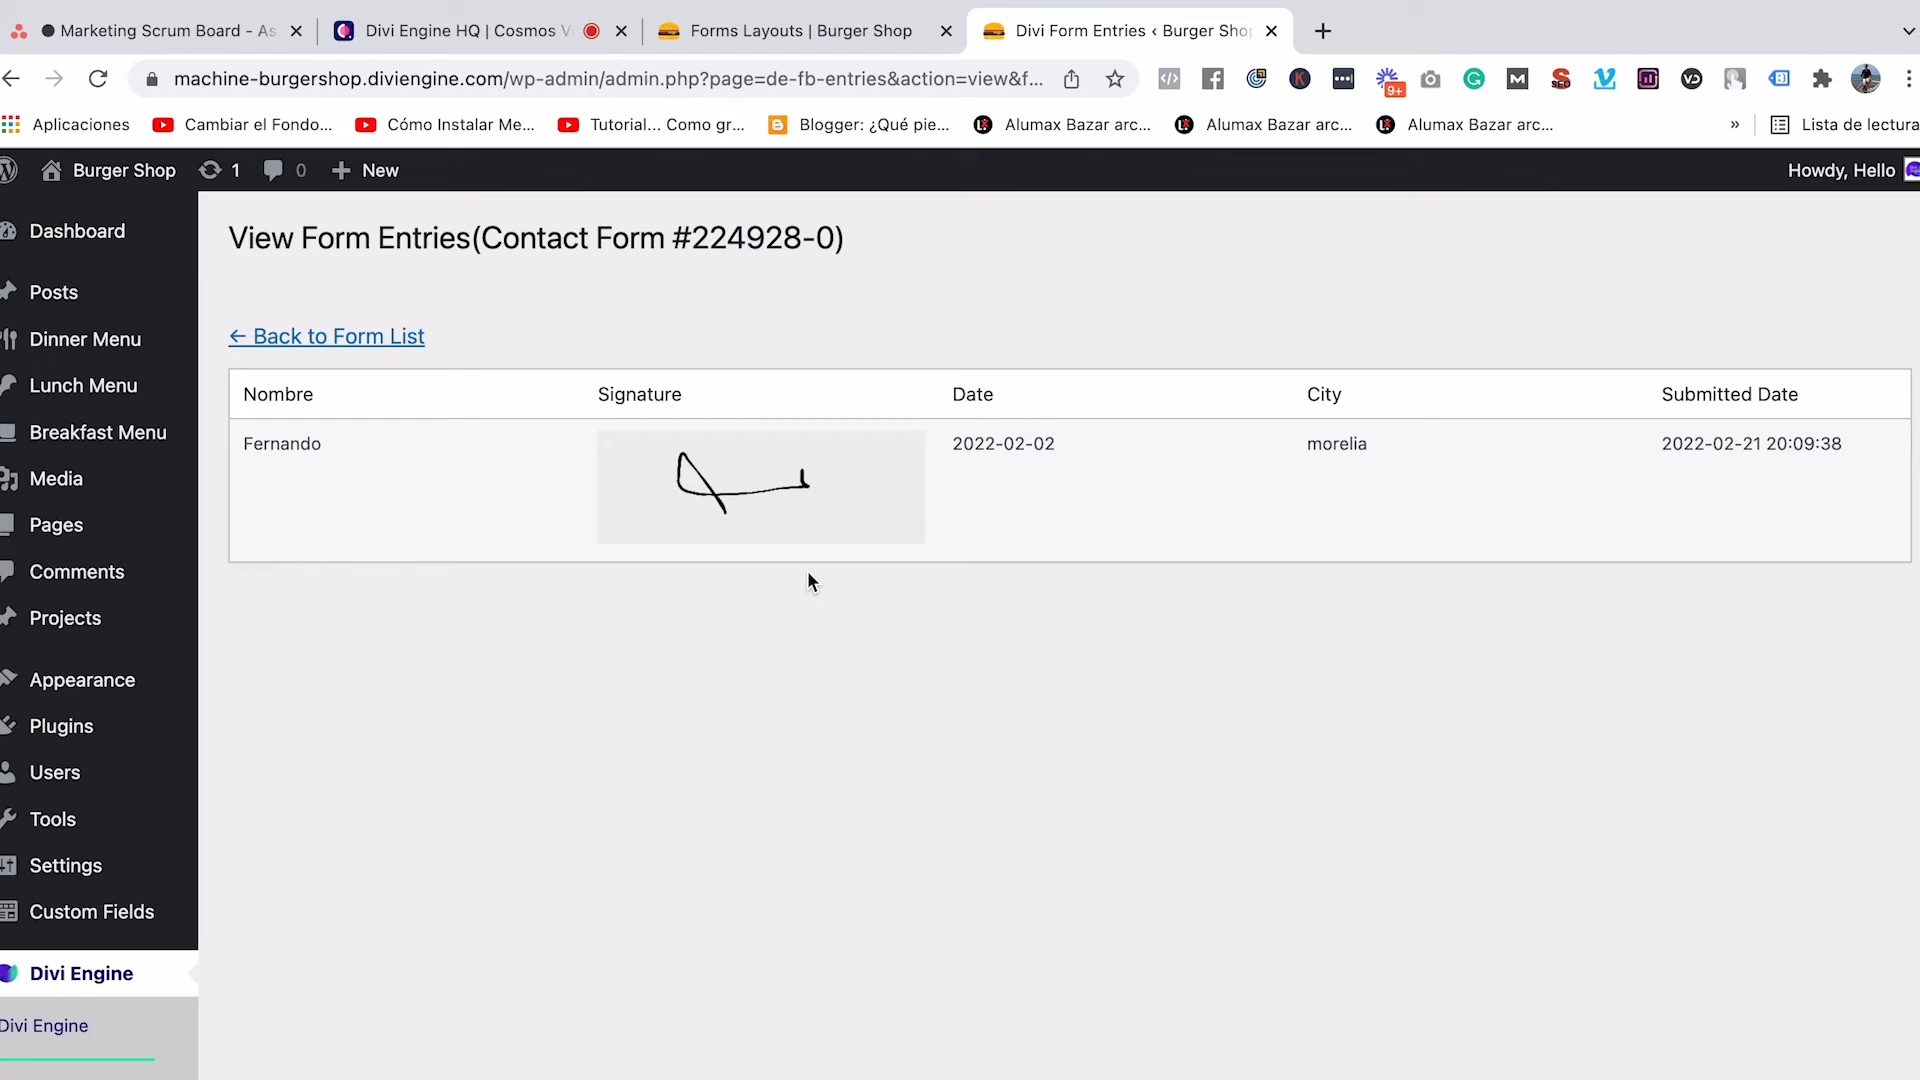 Marketing Scrum Board - As
Divi Engine HQ | Cosmos V
Forms Layouts | Burger Shop
Divi Form Entries ‹ Burger Shop
machine-burgershop.diviengine.com/wp-admin/admin.php?page=de-fb-entries&action=view&f...
9+
Aplicaciones
Cambiar el Fondo...
Cómo Instalar Me...
Tutorial... Como gr...
Blogger: ¿Qué pie...
Alumax Bazar arc...
Alumax Bazar arc...
Alumax Bazar arc...
»
Lista de lectura
Burger Shop
1
0
New
Howdy, Hello
Dashboard
Posts
Dinner Menu
Lunch Menu
Breakfast Menu
Media
Pages
Comments
Projects
Appearance
Plugins
Users
Tools
Settings
Custom Fields
Divi Engine
Divi Engine
View Form Entries(Contact Form #224928-0)
← Back to Form List
Nombre Signature Date City Submitted Date
Fernando 2022-02-02 morelia 2022-02-21 20:09:38